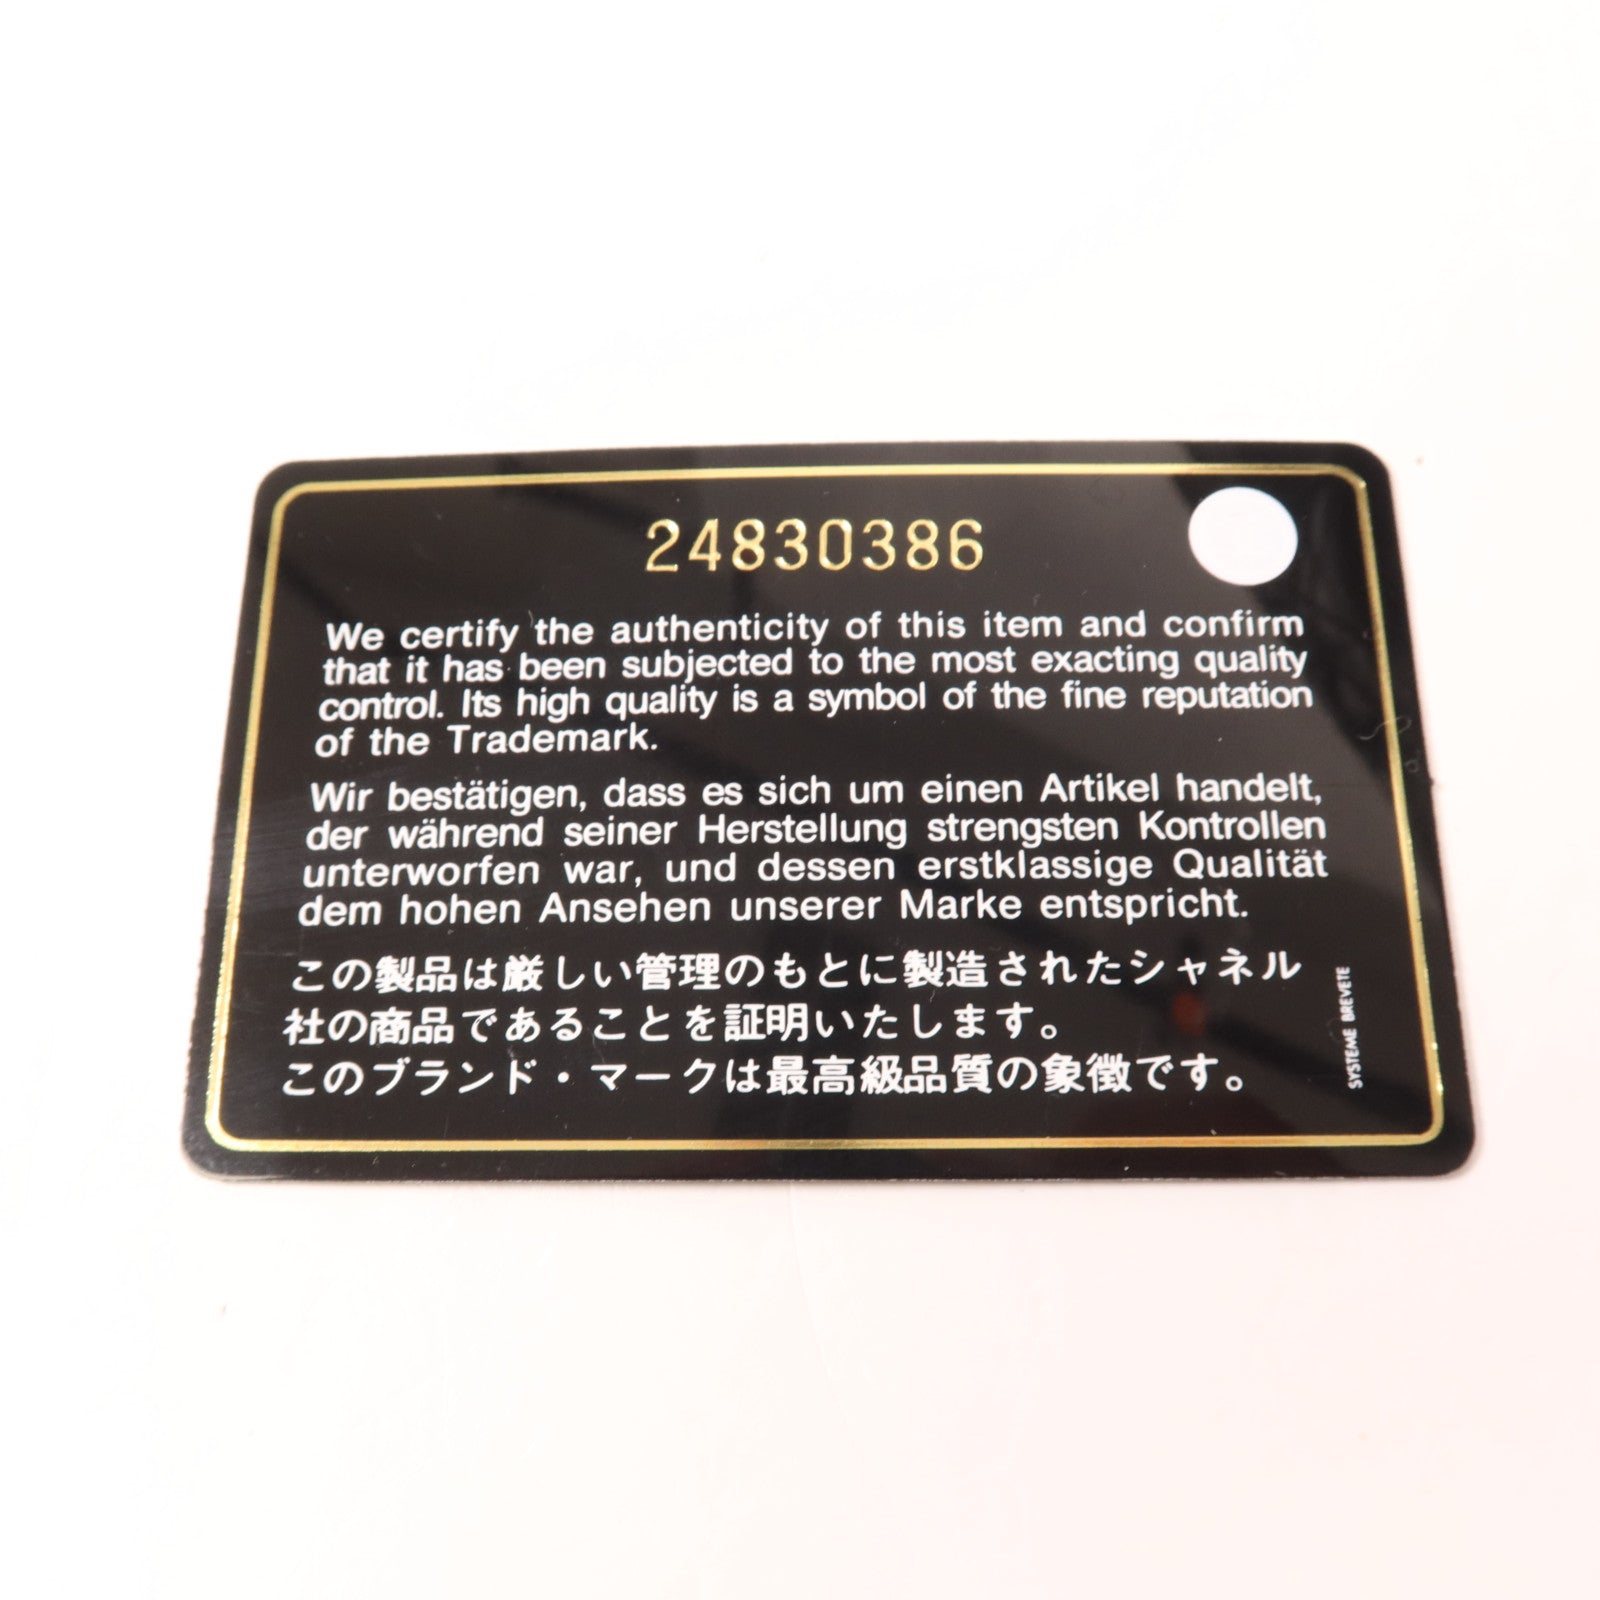 24830386
We certify the authenticity of this item and confirm
that it has been subjected to the most exacting quality
control. Its high quality is a symbol of the fine reputation
of the Trademark.
Wir bestätigen, dass es sich um einen Artikel handelt,
der während seiner Herstellung strengsten Kontrollen
unterworfen war, und dessen erstklassige Qualität
dem hohen Ansehen unserer Marke entspricht.
この製品は厳しい管理のもとに製造されたシャネル
社の商品であることを証明いたします。
このブランド・マークは最高級品質の象徴です。
SYSTEME BREVETE